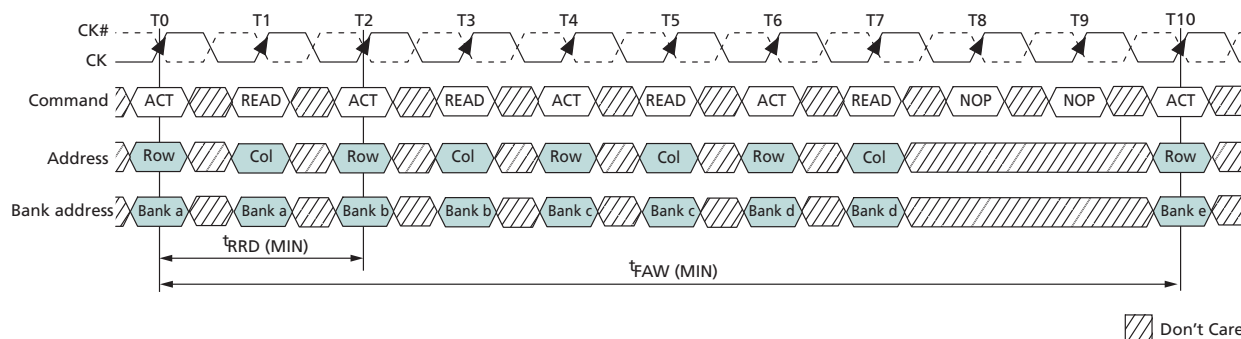 T0 T1 T2 T3 T4 T5 T6 T7 T8 T9 T10
CK#
CK
Command ACT READ ACT READ ACT READ ACT READ NOP NOP ACT
Address Row Col Row Col Row Col Row Col Row
Bank address Bank a Bank a Bank b Bank b Bank c Bank c Bank d Bank d Bank e
tRRD (MIN)
tFAW (MIN)
Don't Care